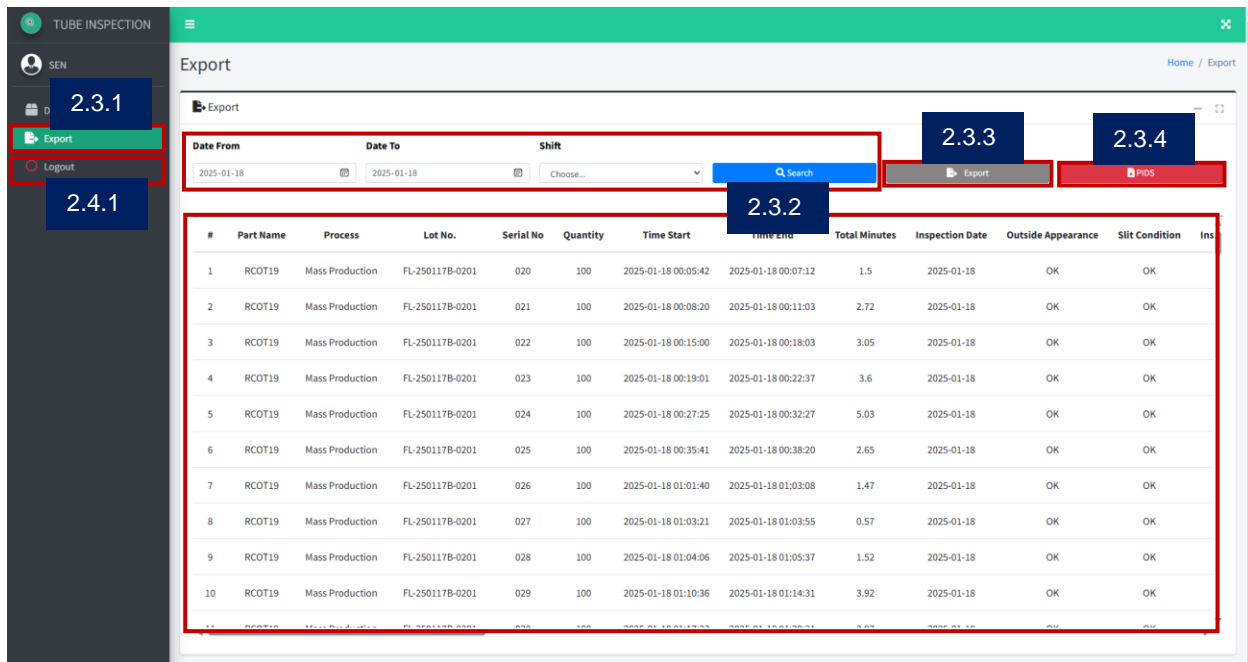 TUBE INSPECTION
SEN
Export
Home / Export
2.3.1
D
Export
2.3.3
2.3.4
Export
Date From Date To Shift
Logout
2025-01-18 2025-01-18 Choose... Search Export PIDS
2.4.1
2.3.2
# Part Name Process Lot No. Serial No Quantity Time Start Time End Total Minutes Inspection Date Outside Appearance Slit Condition Ins
1 RCOT19 Mass Production FL-250117B-0201 020 100 2025-01-18 00:05:42 2025-01-18 00:07:12 1.5 2025-01-18 OK OK
2 RCOT19 Mass Production FL-250117B-0201 021 100 2025-01-18 00:08:20 2025-01-18 00:11:03 2.72 2025-01-18 OK OK
3 RCOT19 Mass Production FL-250117B-0201 022 100 2025-01-18 00:15:00 2025-01-18 00:18:03 3.05 2025-01-18 OK OK
4 RCOT19 Mass Production FL-250117B-0201 023 100 2025-01-18 00:19:01 2025-01-18 00:22:37 3.6 2025-01-18 OK OK
5 RCOT19 Mass Production FL-250117B-0201 024 100 2025-01-18 00:27:25 2025-01-18 00:32:27 5.03 2025-01-18 OK OK
6 RCOT19 Mass Production FL-250117B-0201 025 100 2025-01-18 00:35:41 2025-01-18 00:38:20 2.65 2025-01-18 OK OK
7 RCOT19 Mass Production FL-250117B-0201 026 100 2025-01-18 01:01:40 2025-01-18 01:03:08 1.47 2025-01-18 OK OK
8 RCOT19 Mass Production FL-250117B-0201 027 100 2025-01-18 01:03:21 2025-01-18 01:03:55 0.57 2025-01-18 OK OK
9 RCOT19 Mass Production FL-250117B-0201 028 100 2025-01-18 01:04:06 2025-01-18 01:05:37 1.52 2025-01-18 OK OK
10 RCOT19 Mass Production FL-250117B-0201 029 100 2025-01-18 01:10:36 2025-01-18 01:14:31 3.92 2025-01-18 OK OK